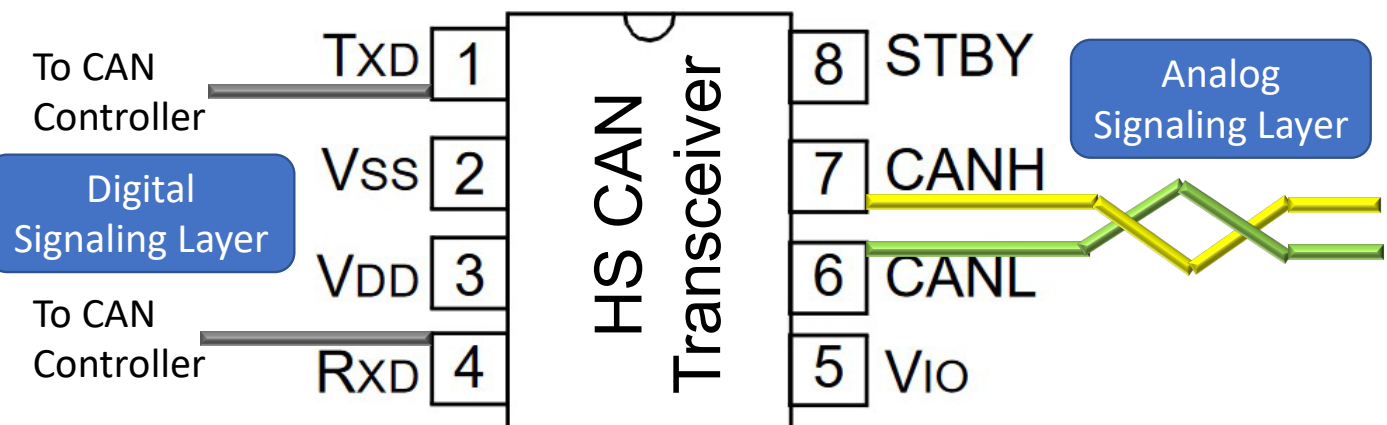 To CAN
Controller
TXD 1
Digital
Signaling Layer
VSS 2
VDD 3
To CAN
Controller
RXD 4
HS CAN
Transceiver
8 STBY
7 CANH
6 CANL
5 VIO
Analog
Signaling Layer